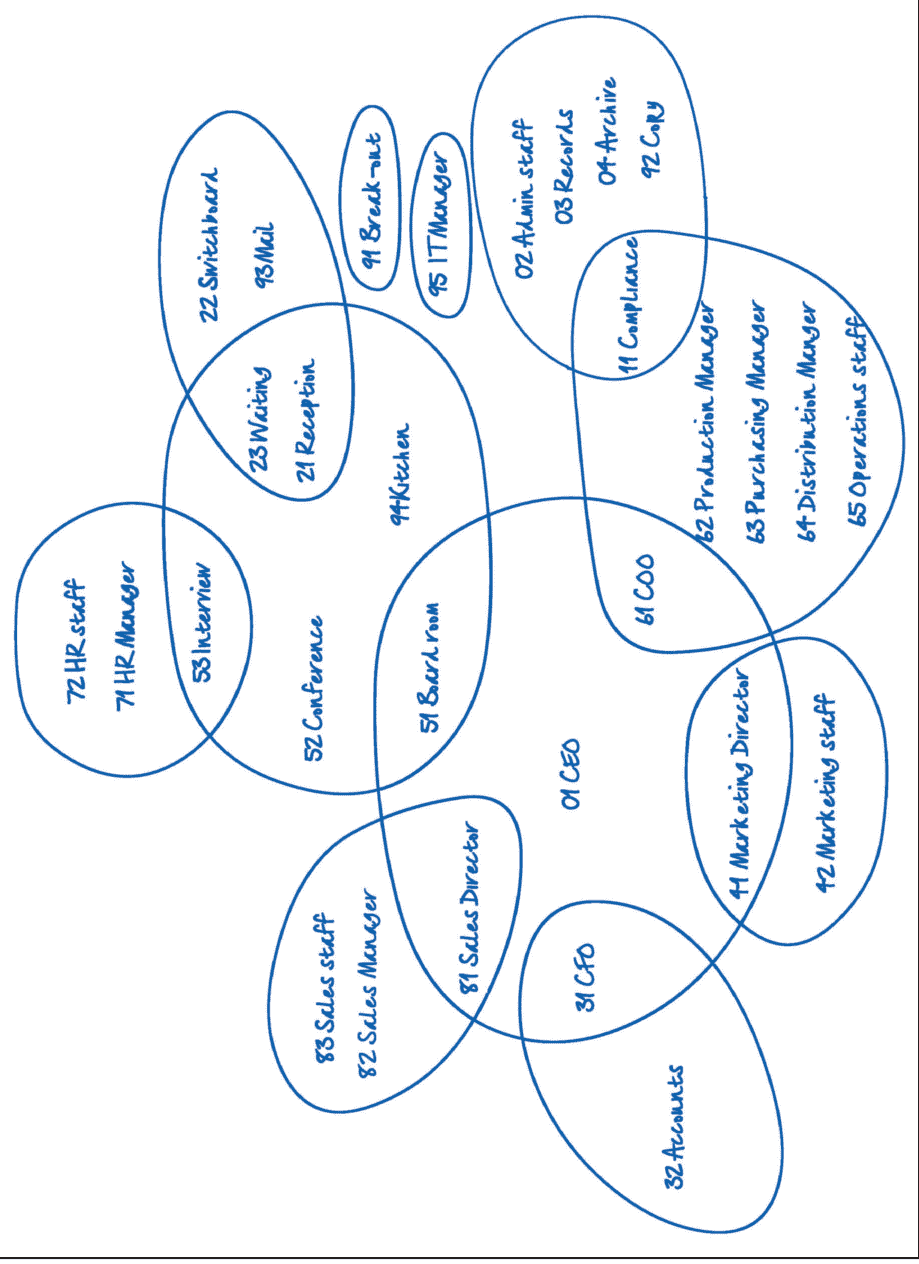 72 HR staff
71 HR Manager
53 Interview
22 Switchboard
93 Mail
23 Waiting
21 Reception
52 Conference
94 Kitchen
51 Board room
91 Break-out
95 IT Manager
83 Sales staff
82 Sales Manager
81 Sales Director
01 CEO
02 Admin staff
03 Records
04 Archive
92 Copy
11 Compliance
31 CFO
32 Accounts
61 COO
62 Production Manager
63 Purchasing Manager
64 Distribution Manger
65 Operations staff
41 Marketing Director
42 Marketing staff